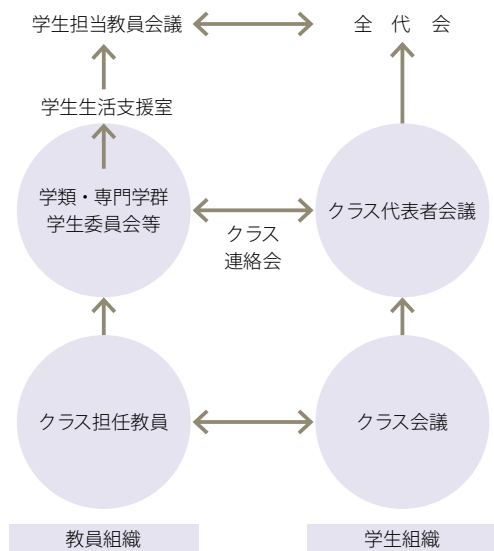 学生担当教員会議
全　代　会
学生生活支援室
学類・専門学群
学生委員会等
クラス代表者会議
クラス
連絡会
クラス担任教員
クラス会議
教員組織
学生組織